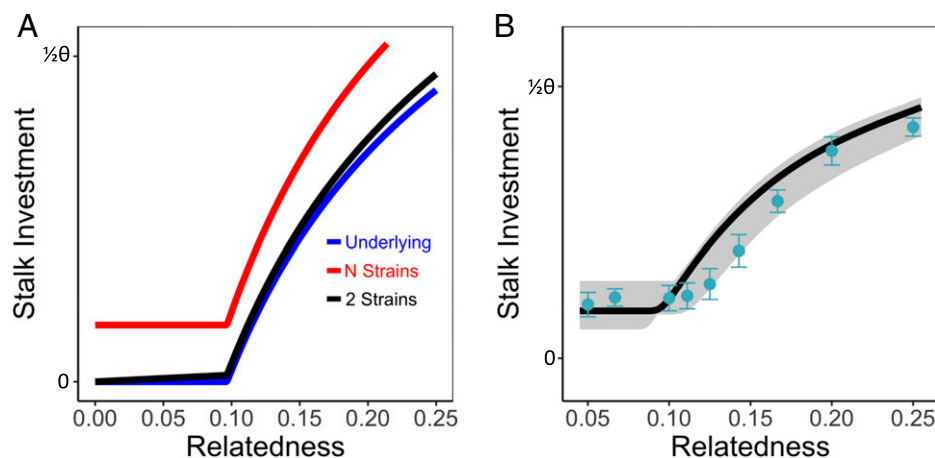 A
B
Stalk Investment
½θ
0
Underlying
N Strains
2 Strains
0.00 0.05 0.10 0.15 0.20 0.25
Relatedness
Stalk Investment
½θ
0
0.05 0.10 0.15 0.20 0.25
Relatedness